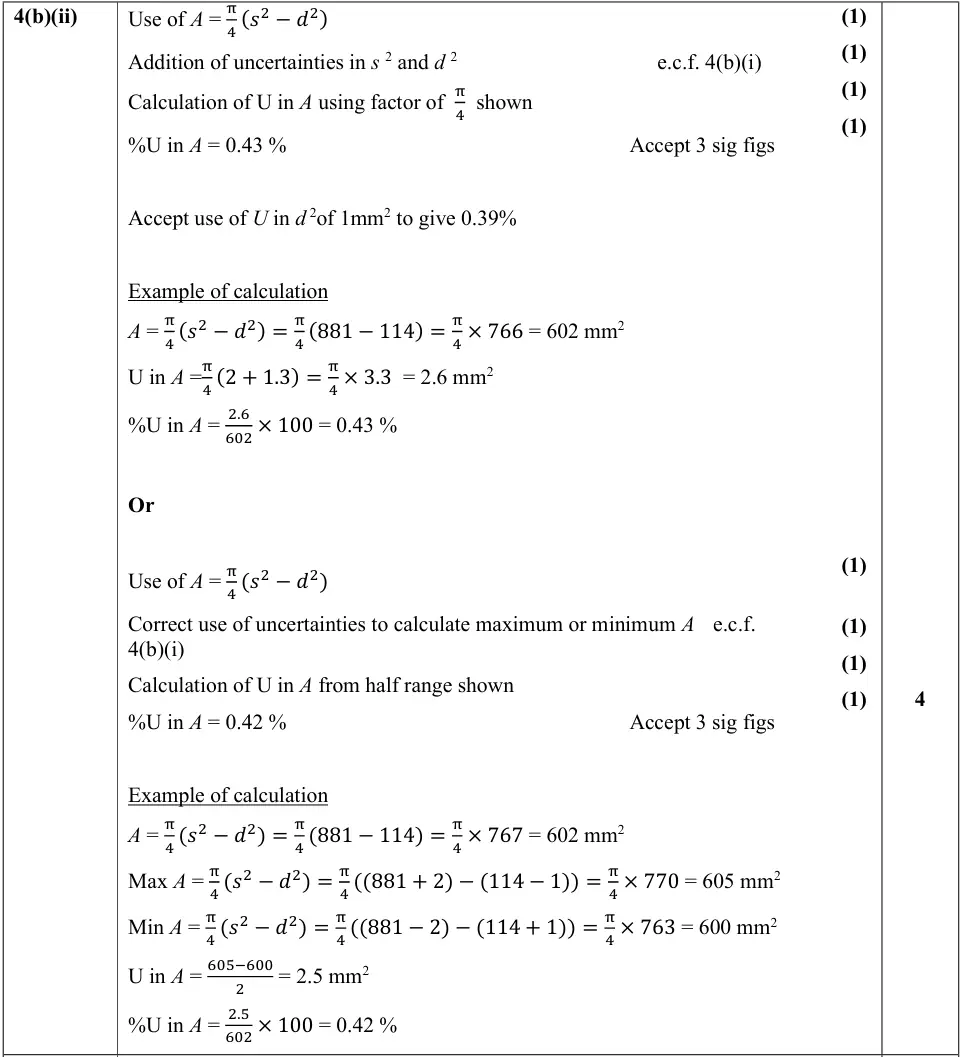 4(b)(ii) Use of A = π/4 (s² − d²) (1)
Addition of uncertainties in s ² and d ² e.c.f. 4(b)(i) (1)
Calculation of U in A using factor of π/4 shown (1)
%U in A = 0.43 % Accept 3 sig figs (1)
Accept use of U in d ²of 1mm² to give 0.39%
Example of calculation
A = π/4 (s² − d²) = π/4 (881 − 114) = π/4 × 766 = 602 mm²
U in A = π/4 (2 + 1.3) = π/4 × 3.3 = 2.6 mm²
%U in A = 2.6/602 × 100 = 0.43 %
Or
Use of A = π/4 (s² − d²) (1)
Correct use of uncertainties to calculate maximum or minimum A e.c.f. (1)
4(b)(i)
Calculation of U in A from half range shown (1)
%U in A = 0.42 % Accept 3 sig figs (1) 4
Example of calculation
A = π/4 (s² − d²) = π/4 (881 − 114) = π/4 × 767 = 602 mm²
Max A = π/4 (s² − d²) = π/4 ((881 + 2) − (114 − 1)) = π/4 × 770 = 605 mm²
Min A = π/4 (s² − d²) = π/4 ((881 − 2) − (114 + 1)) = π/4 × 763 = 600 mm²
U in A = 605−600/2 = 2.5 mm²
%U in A = 2.5/602 × 100 = 0.42 %